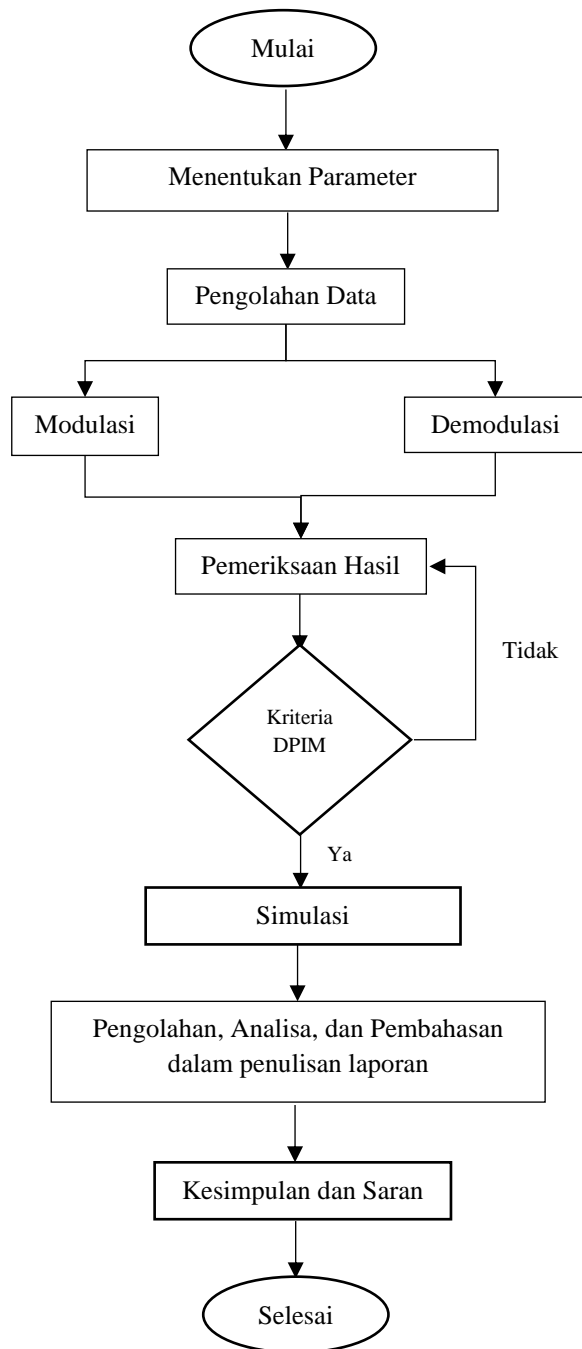 Mulai
Menentukan Parameter
Pengolahan Data
Modulasi
Demodulasi
Pemeriksaan Hasil
Tidak
Kriteria
DPIM
Ya
Simulasi
Pengolahan, Analisa, dan Pembahasan
dalam penulisan laporan
Kesimpulan dan Saran
Selesai